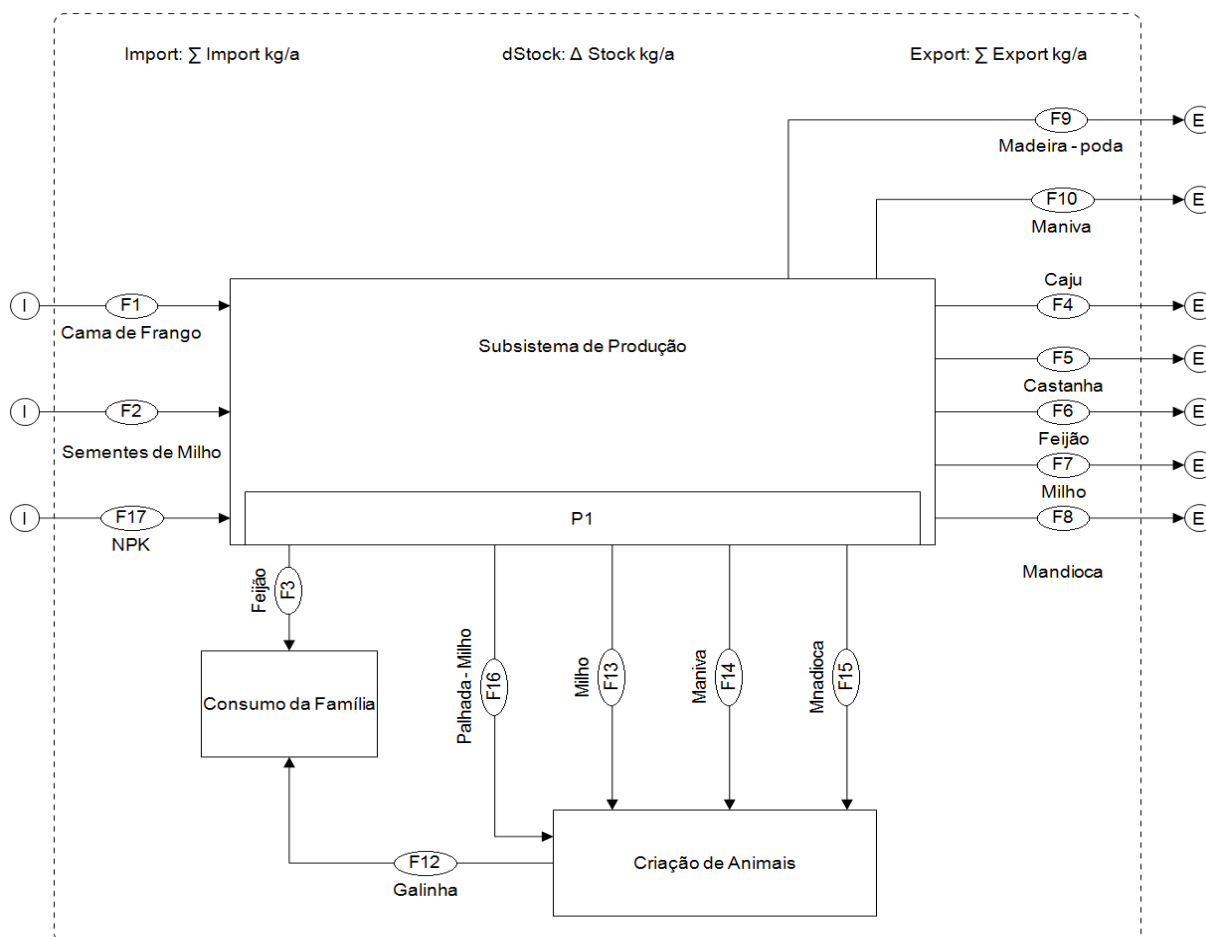 Import: ∑ Import kg/a
dStock: Δ Stock kg/a
Export: ∑ Export kg/a
F9
E
Madeira - poda
F10
E
Maniva
Caju
I
F1
F4
E
Cama de Frango
Subsistema de Produção
F5
E
Castanha
I
F2
F6
E
Feijão
Sementes de Milho
F7
E
Milho
I
F17
P1
F8
E
NPK
Mandioca
Feijão
F3
Palhada - Milho
F16
Milho
F13
Maniva
F14
Mnadioca
F15
Consumo da Família
Criação de Animais
F12
Galinha